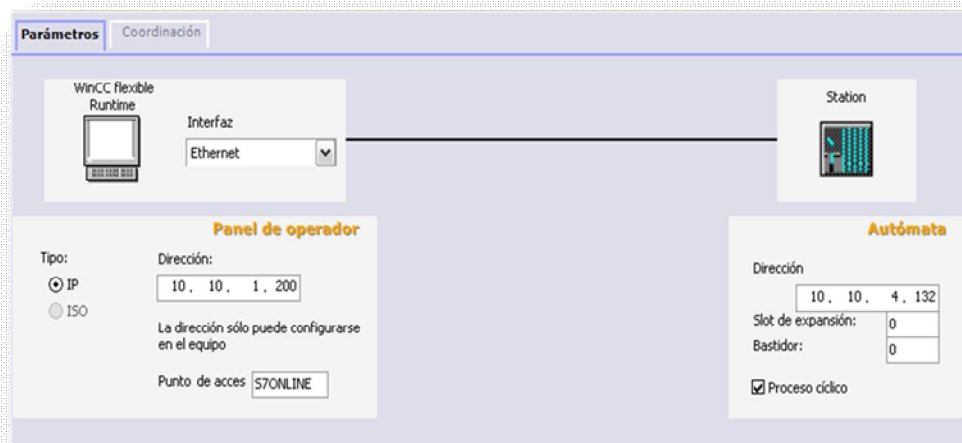 Parámetros
Coordinación
WinCC flexible
Runtime
Interfaz
Ethernet
Station
Panel de operador
Tipo:
IP
ISO
Dirección:
10 . 10 . 1 . 200
La dirección sólo puede configurarse
en el equipo
Punto de acces S7ONLINE
Autómata
Dirección
10 . 10 . 4 . 132
Slot de expansión: 0
Bastidor: 0
Proceso cíclico